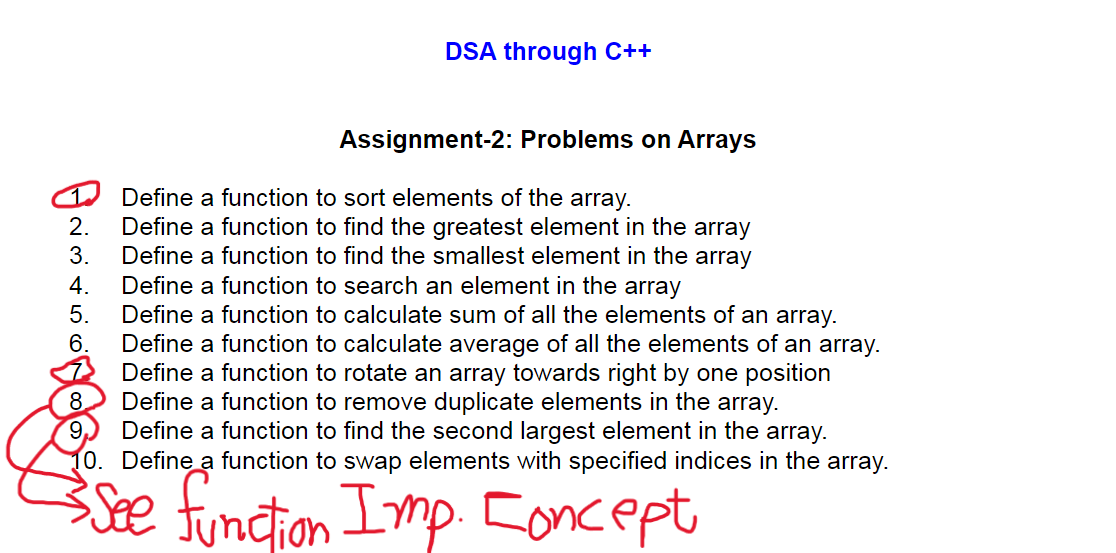 DSA through C++
Assignment-2: Problems on Arrays
1. Define a function to sort elements of the array.
2. Define a function to find the greatest element in the array
3. Define a function to find the smallest element in the array
4. Define a function to search an element in the array
5. Define a function to calculate sum of all the elements of an array.
6. Define a function to calculate average of all the elements of an array.
7. Define a function to rotate an array towards right by one position
8. Define a function to remove duplicate elements in the array.
9. Define a function to find the second largest element in the array.
10. Define a function to swap elements with specified indices in the array.
See function Imp. Concept